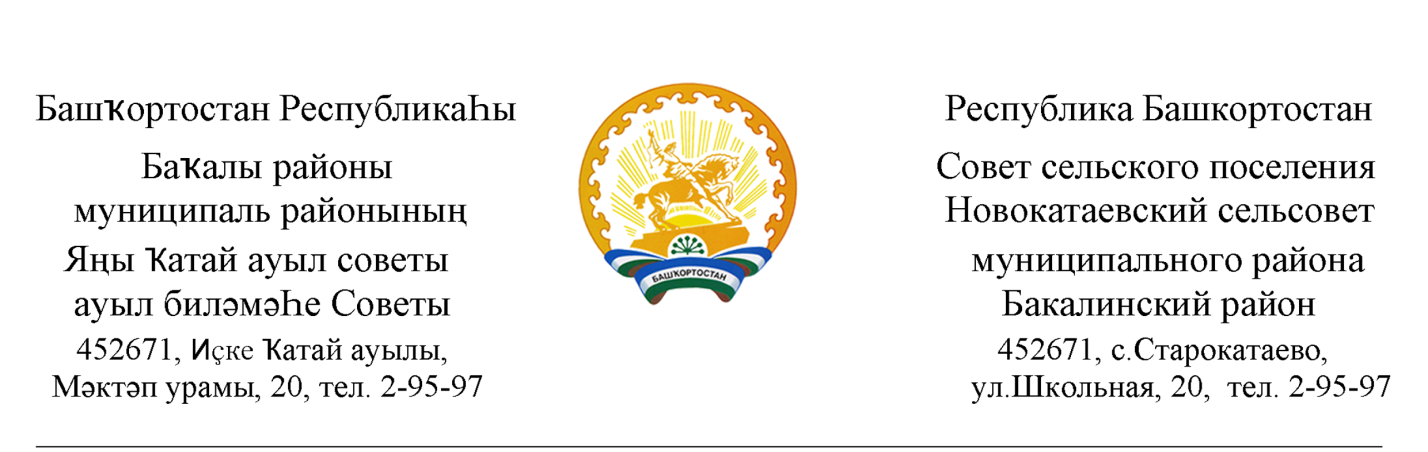 Башҡортостан Республикаһы
Баҡалы районы
муниципаль районының
Яңы Ҡатай ауыл советы
ауыл биләмәһе Советы
452671, Иҫке Ҡатай ауылы,
Мәктәп урамы, 20, тел. 2-95-97
БАШҠОРТОСТАН
Республика Башкортостан
Совет сельского поселения
Новокатаевский сельсовет
муниципального района
Бакалинский район
452671, с.Старокатаево,
ул.Школьная, 20, тел. 2-95-97